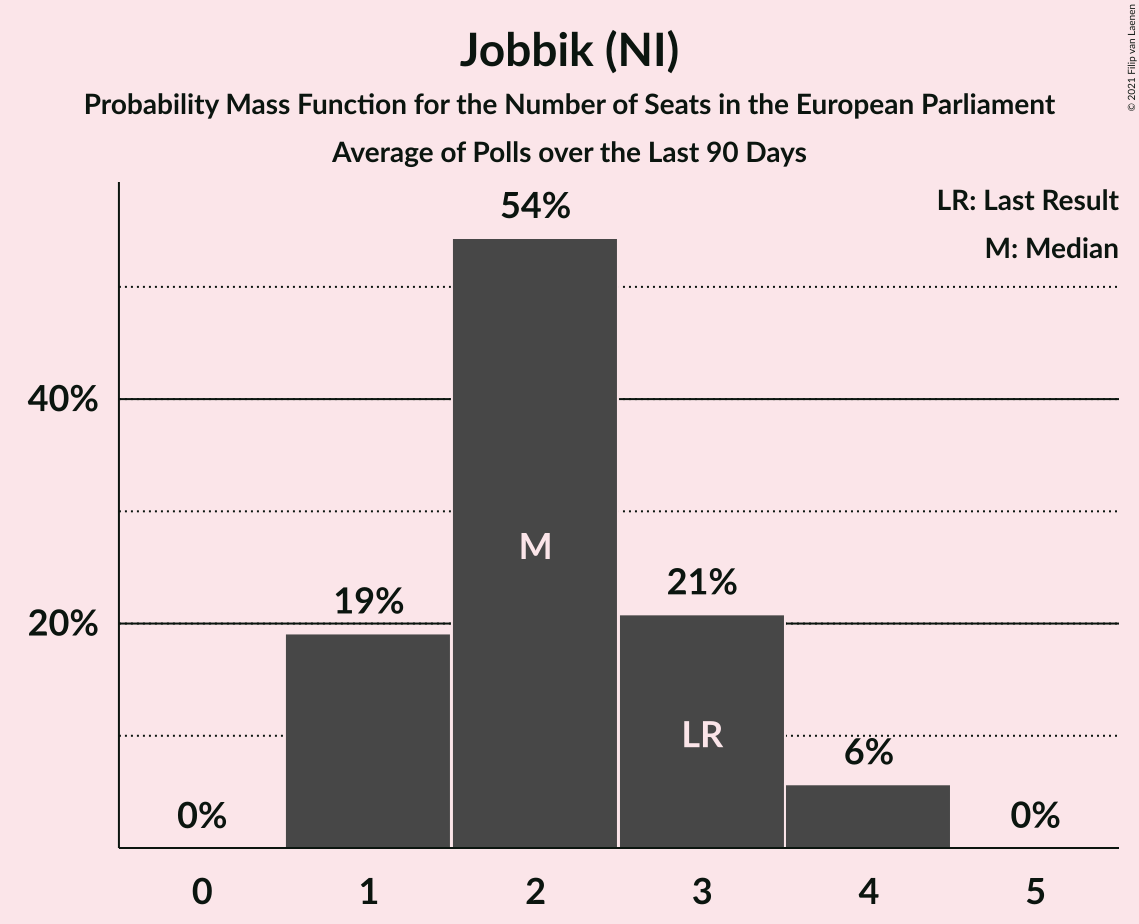 Jobbik (NI)
Probability Mass Function for the Number of Seats in the European Parliament
Average of Polls over the Last 90 Days
© 2021 Filip van Laenen
LR: Last Result
M: Median
54%
40%
M
21%
19%
20%
LR
6%
0%
0%
0
1
2
3
4
5